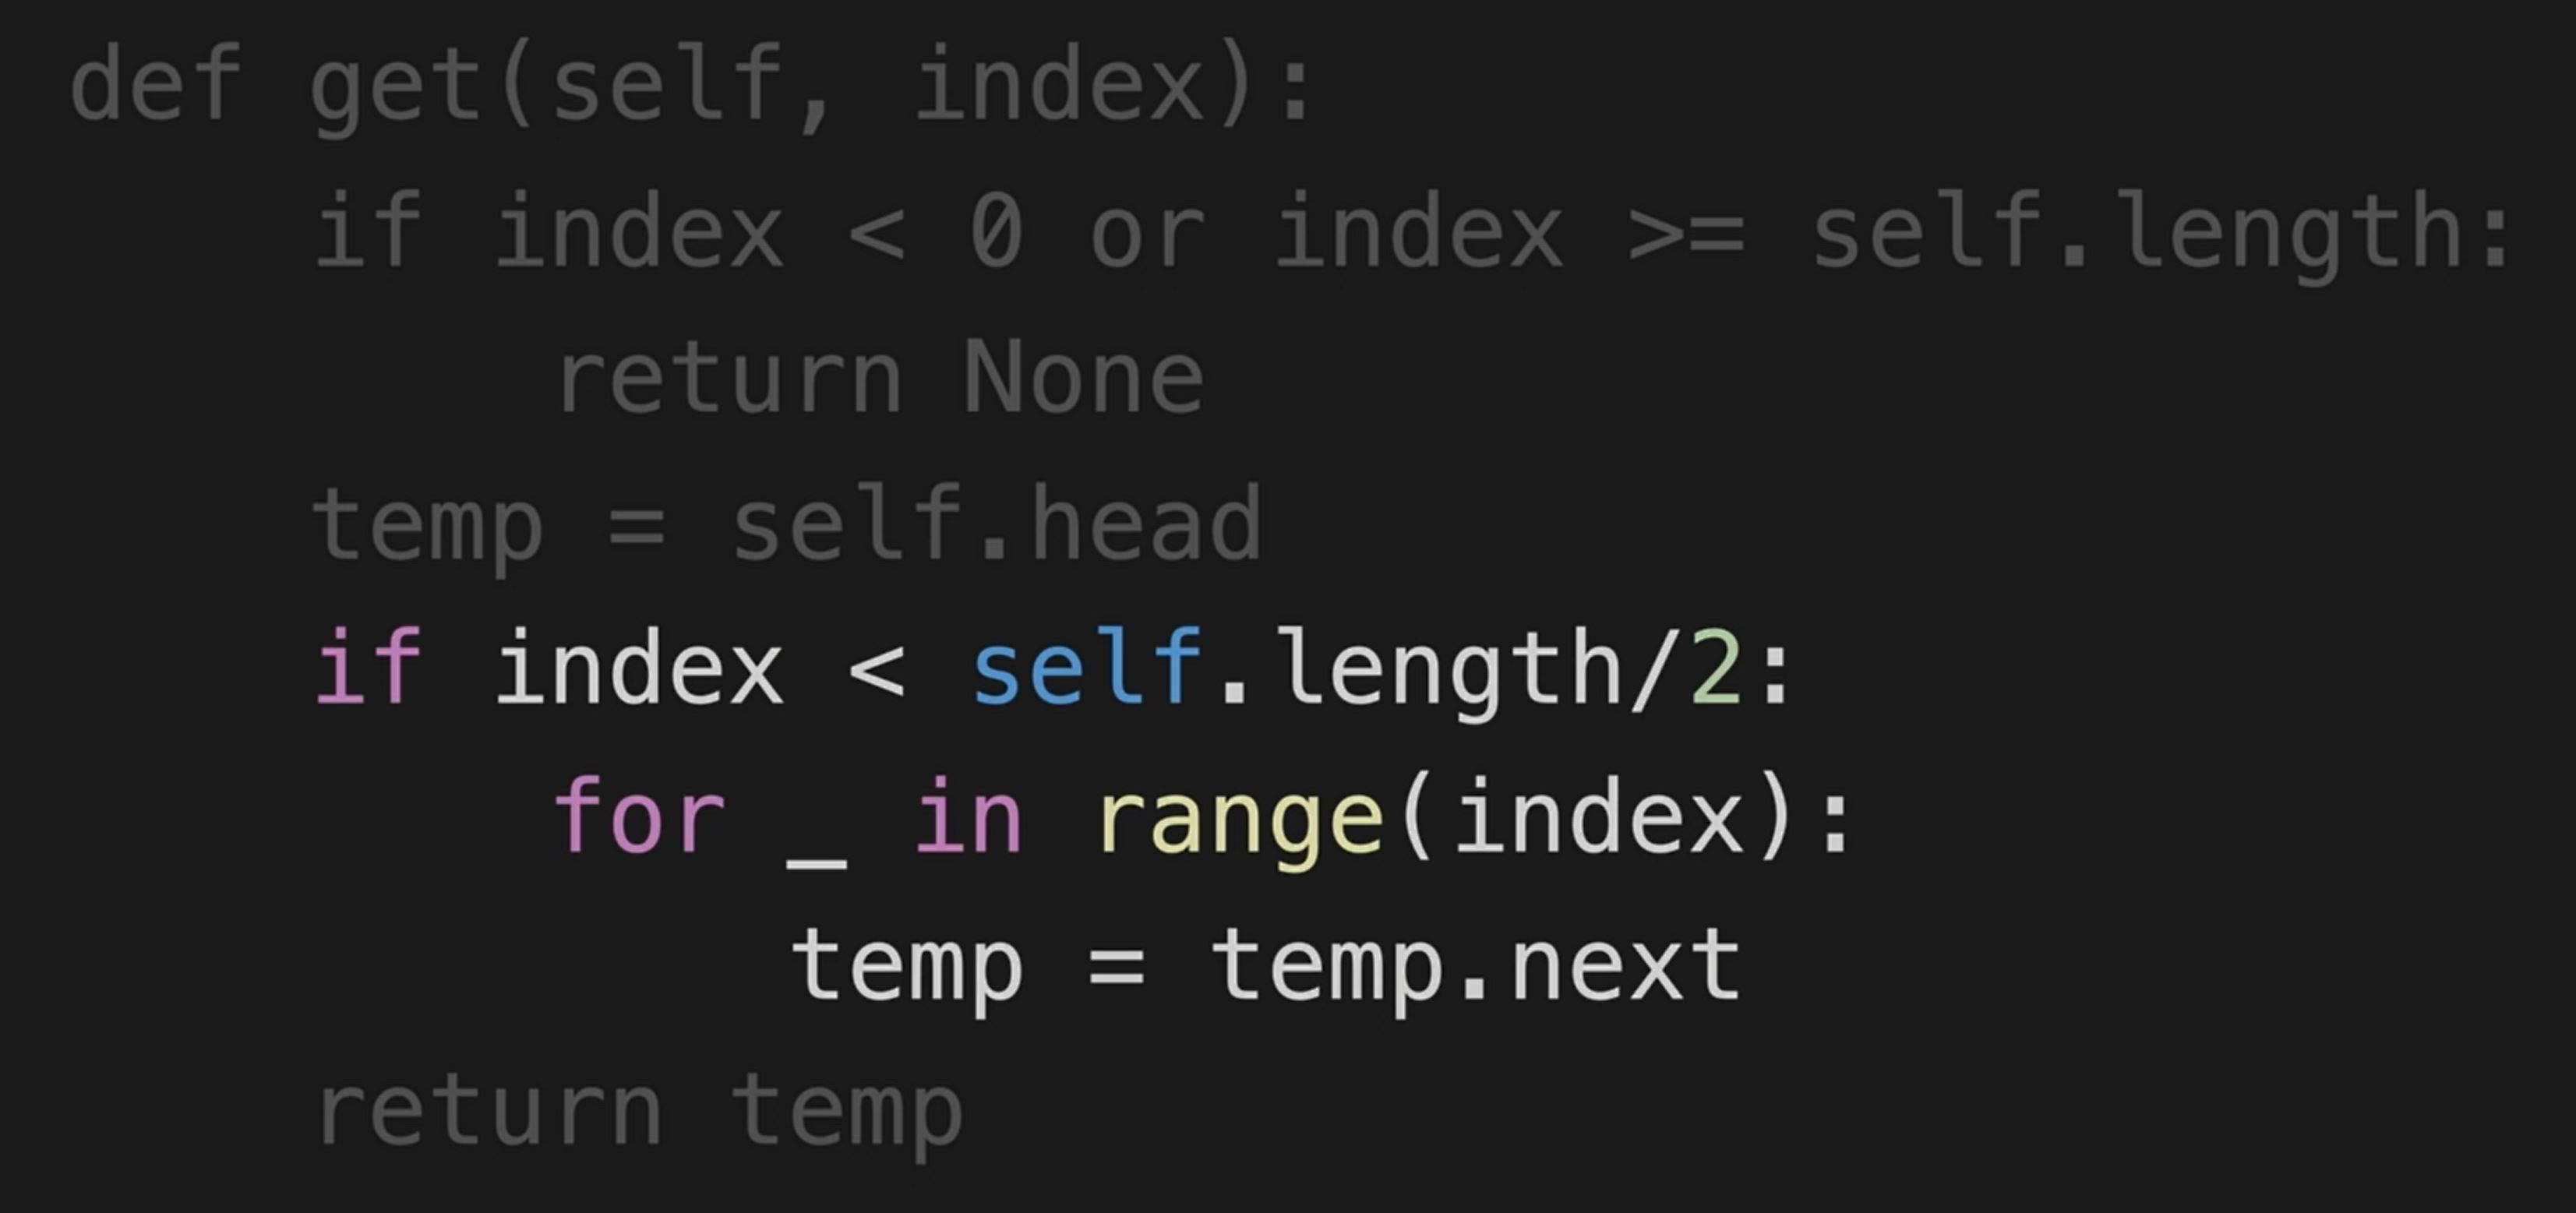 def get(self, index):
    if index < 0 or index >= self.length:
        return None
    temp = self.head
    if index < self.length/2:
        for _ in range(index):
            temp = temp.next
    return temp